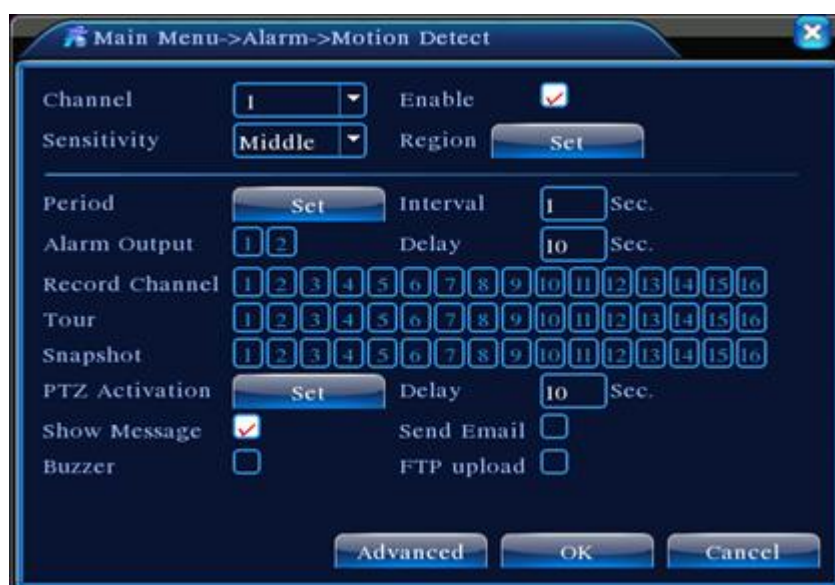 Main Menu->Alarm->Motion Detect
Channel 1 Enable
Sensitivity Middle Region Set
Period Set Interval 1 Sec.
Alarm Output 1 2 Delay 10 Sec.
Record Channel 1 2 3 4 5 6 7 8 9 10 11 12 13 14 15 16
Tour 1 2 3 4 5 6 7 8 9 10 11 12 13 14 15 16
Snapshot 1 2 3 4 5 6 7 8 9 10 11 12 13 14 15 16
PTZ Activation Set Delay 10 Sec.
Show Message Send Email
Buzzer FTP upload
Advanced OK Cancel